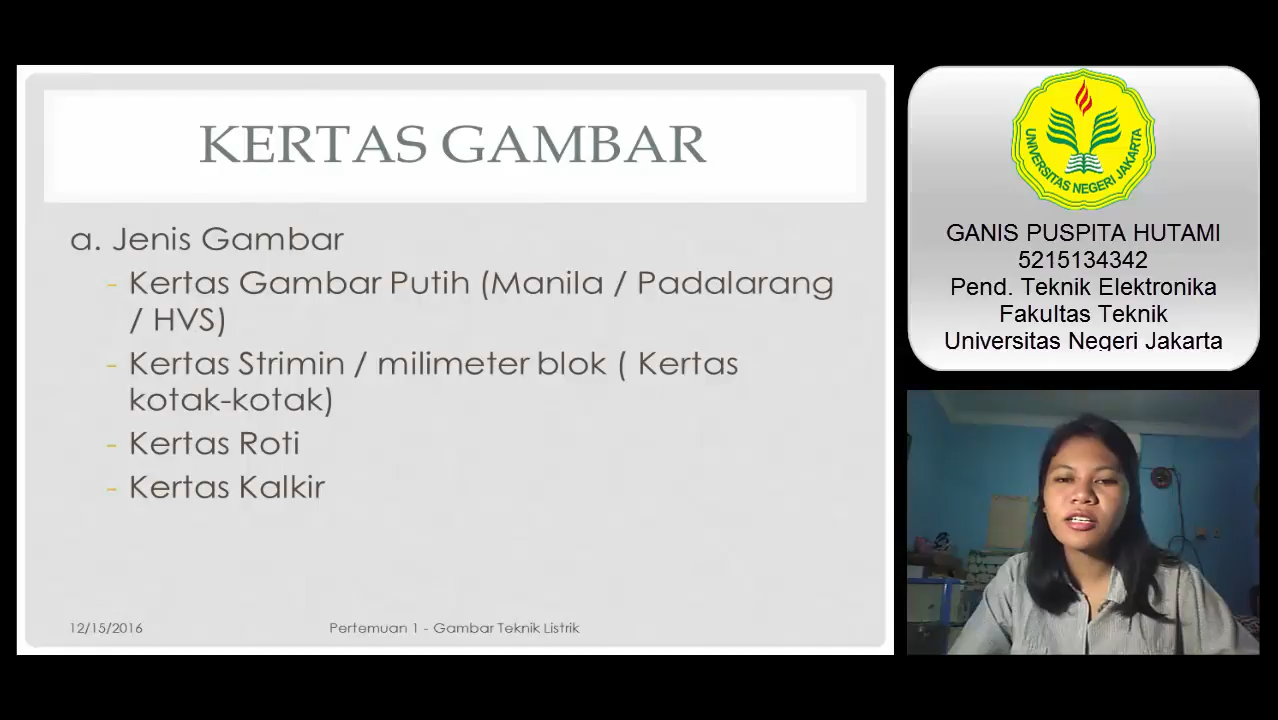 KERTAS GAMBAR
a. Jenis Gambar
- Kertas Gambar Putih (Manila / Padalarang
/ HVS)
- Kertas Strimin / milimeter blok ( Kertas
kotak-kotak)
- Kertas Roti
- Kertas Kalkir
12/15/2016
Pertemuan 1 - Gambar Teknik Listrik
UNIVERSITAS NEGERI JAKARTA
GANIS PUSPITA HUTAMI
5215134342
Pend. Teknik Elektronika
Fakultas Teknik
Universitas Negeri Jakarta